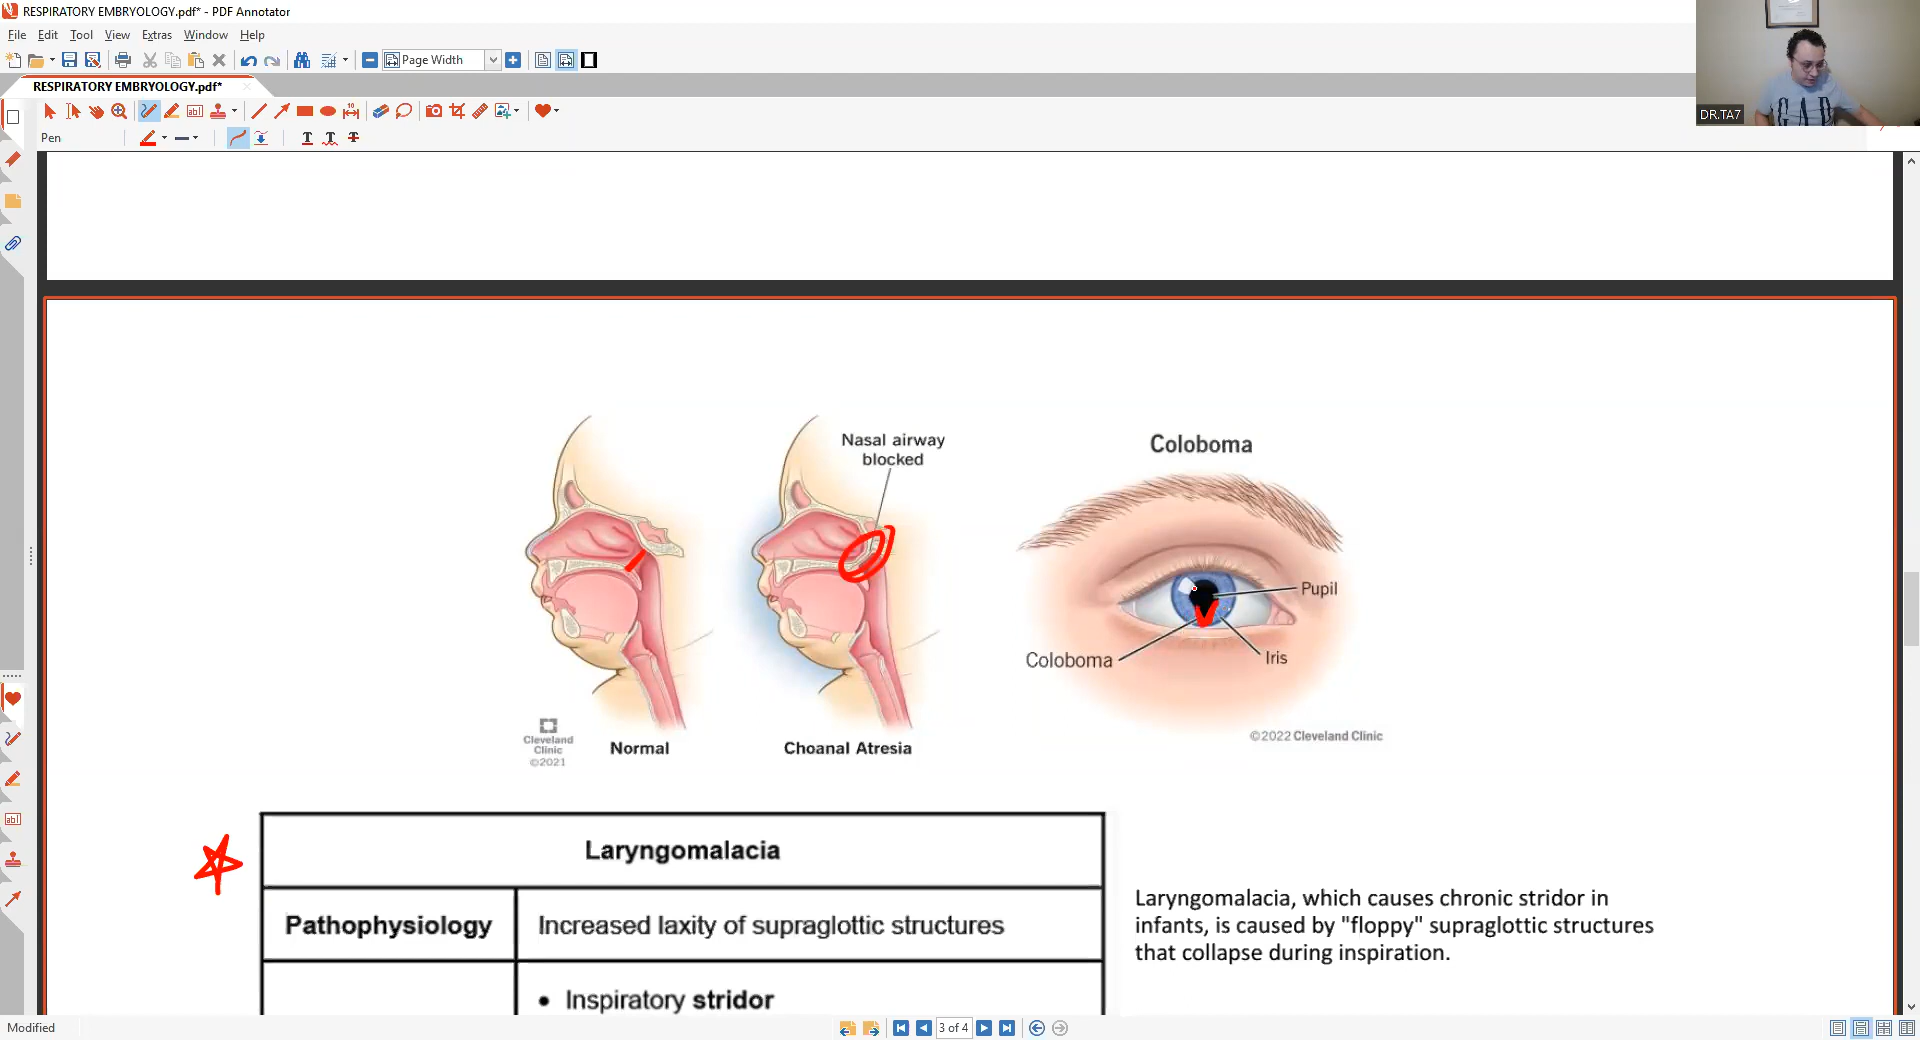 RESPIRATORY EMBRYOLOGY.pdf* - PDF Annotator
File Edit Tool View Extras Window Help
Page Width
RESPIRATORY EMBRYOLOGY.pdf*
Pen
DR.TA7
Nasal airway
blocked
Coloboma
Pupil
Coloboma
Iris
Cleveland
Clinic
©2021
Normal
Choanal Atresia
©2022 Cleveland Clinic
Laryngomalacia
Pathophysiology
Increased laxity of supraglottic structures
• Inspiratory stridor
Laryngomalacia, which causes chronic stridor in
infants, is caused by "floppy" supraglottic structures
that collapse during inspiration.
Modified
3 of 4